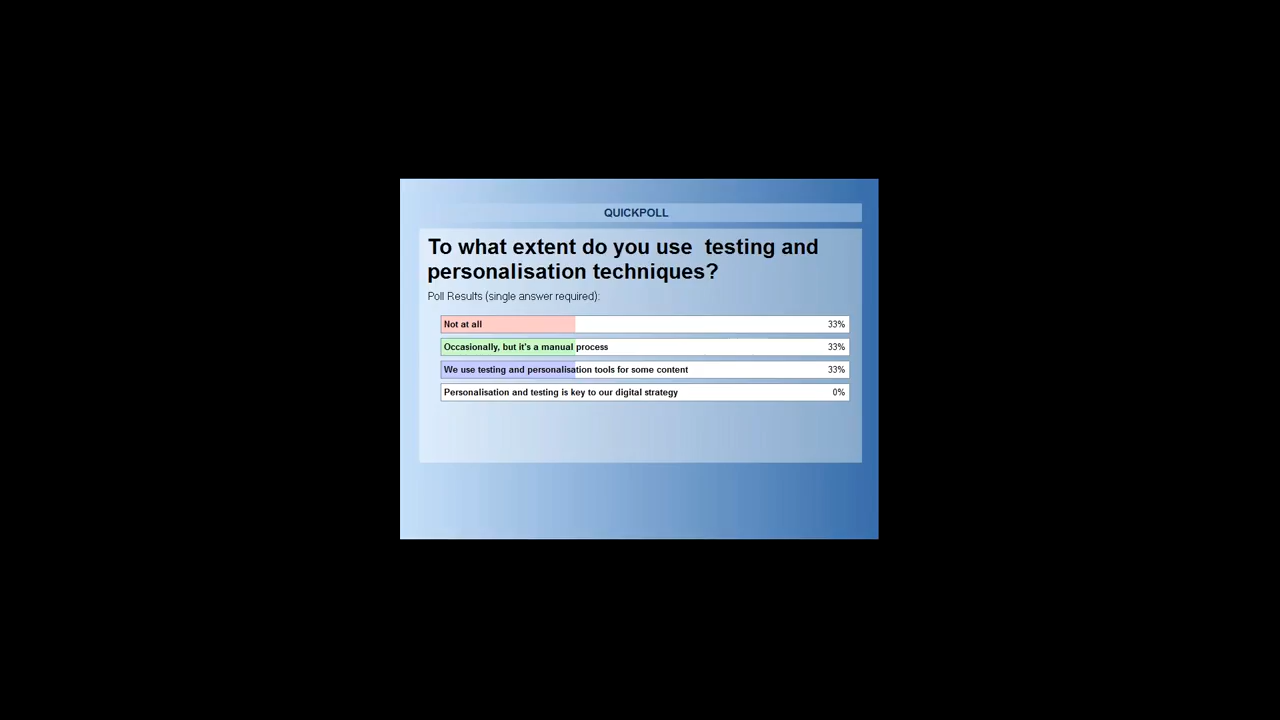 QUICKPOLL
To what extent do you use  testing and
personalisation techniques?
Poll Results (single answer required):
Not at all 33%
Occasionally, but it's a manual process 33%
We use testing and personalisation tools for some content 33%
Personalisation and testing is key to our digital strategy 0%